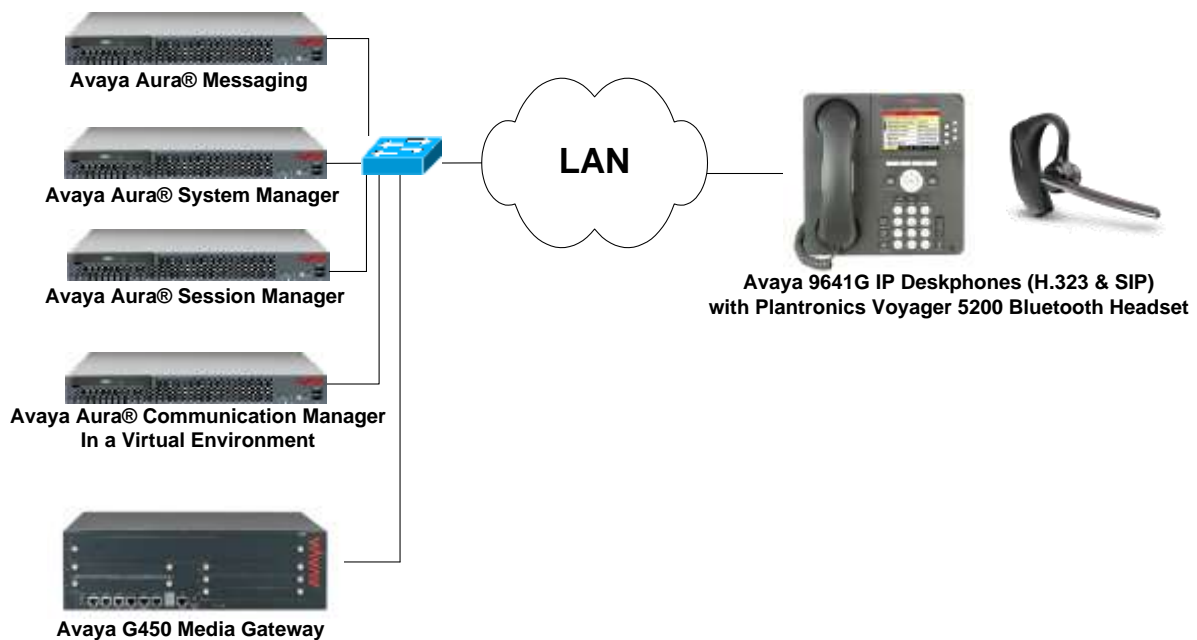 Avaya Aura® Messaging
Avaya Aura® System Manager
Avaya Aura® Session Manager
Avaya Aura® Communication Manager
In a Virtual Environment
AVAYA
Avaya G450 Media Gateway
LAN
Avaya 9641G IP Deskphones (H.323 & SIP)
with Plantronics Voyager 5200 Bluetooth Headset